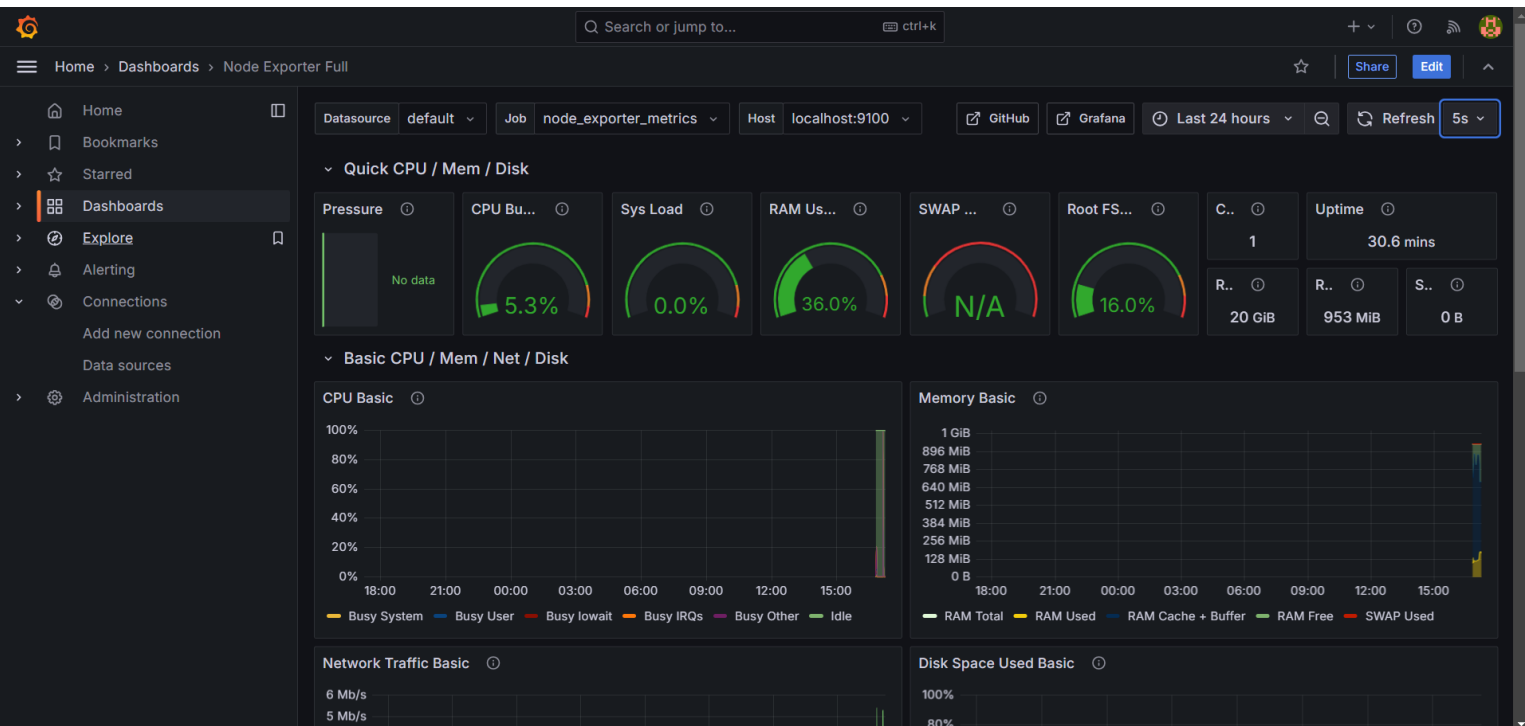 Search or jump to... ctrl+k
Home › Dashboards › Node Exporter Full
Share Edit
Home
Bookmarks
Starred
Dashboards
Explore
Alerting
Connections
Add new connection
Data sources
Administration
Datasource default Job node_exporter_metrics Host localhost:9100 GitHub Grafana Last 24 hours Refresh 5s
Quick CPU / Mem / Disk
Pressure
No data
CPU Bu...
5.3%
Sys Load
0.0%
RAM Us...
36.0%
SWAP ...
N/A
Root FS...
16.0%
C..
1
Uptime
30.6 mins
R..
20 GiB
R..
953 MiB
S..
0 B
Basic CPU / Mem / Net / Disk
CPU Basic
100%
80%
60%
40%
20%
0%
18:00 21:00 00:00 03:00 06:00 09:00 12:00 15:00
Busy System Busy User Busy Iowait Busy IRQs Busy Other Idle
Memory Basic
1 GiB
896 MiB
768 MiB
640 MiB
512 MiB
384 MiB
256 MiB
128 MiB
0 B
18:00 21:00 00:00 03:00 06:00 09:00 12:00 15:00
RAM Total RAM Used RAM Cache + Buffer RAM Free SWAP Used
Network Traffic Basic
6 Mb/s
5 Mb/s
Disk Space Used Basic
100%
80%